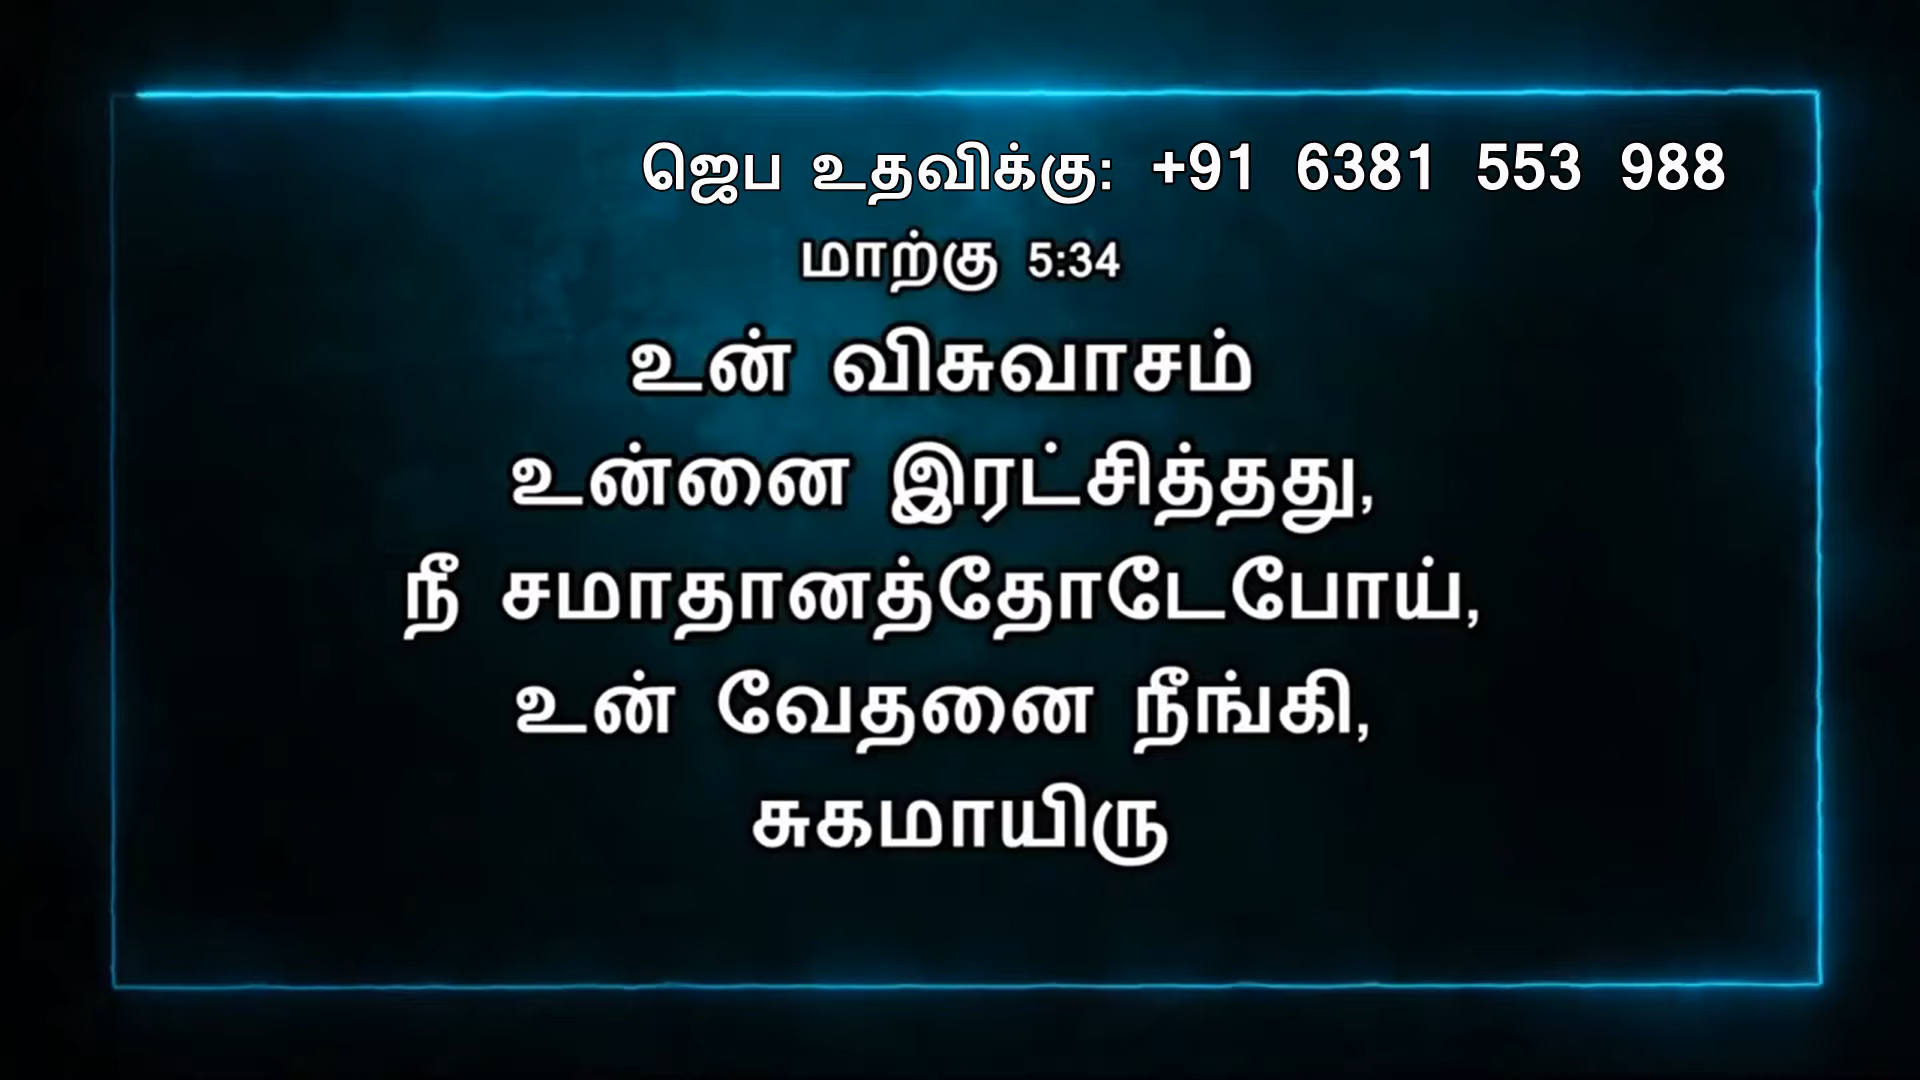 ஜெப உதவிக்கு: +91 6381 553 988
மாற்கு 5:34
உன் விசுவாசம்
உன்னை இரட்சித்தது,
நீ சமாதானத்தோடேபோய்,
உன் வேதனை நீங்கி,
சுகமாயிரு